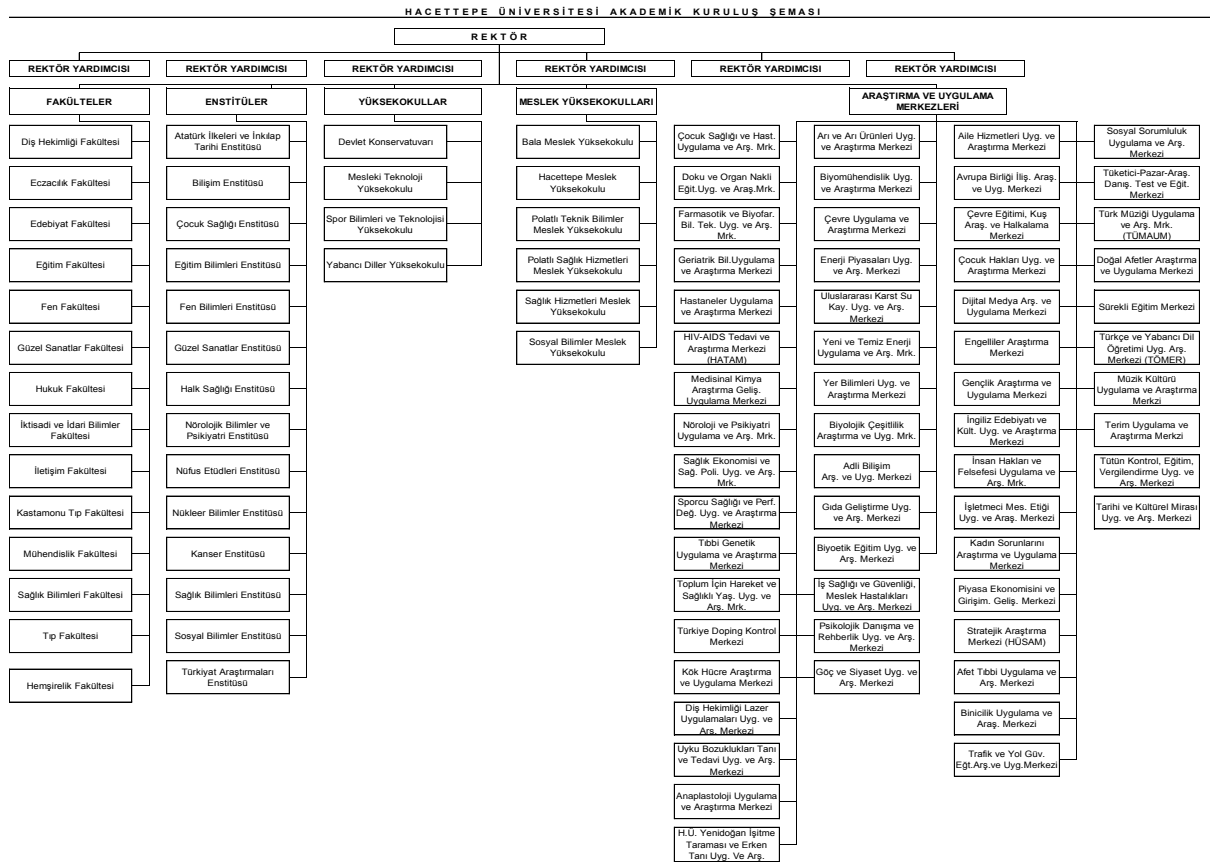 HACETTEPE ÜNİVERSİTESİ AKADEMİK KURULUŞ ŞEMASI
REKTÖR
REKTÖR YARDIMCISI
REKTÖR YARDIMCISI
REKTÖR YARDIMCISI
REKTÖR YARDIMCISI
REKTÖR YARDIMCISI
REKTÖR YARDIMCISI
FAKÜLTELER
Diş Hekimliği Fakültesi
Eczacılık Fakültesi
Edebiyat Fakültesi
Eğitim Fakültesi
Fen Fakültesi
Güzel Sanatlar Fakültesi
Hukuk Fakültesi
İktisadi ve İdari Bilimler
Fakültesi
İletişim Fakültesi
Kastamonu Tıp Fakültesi
Mühendislik Fakültesi
Sağlık Bilimleri Fakültesi
Tıp Fakültesi
Hemşirelik Fakültesi
ENSTİTÜLER
Atatürk İlkeleri ve İnkılap
Tarihi Enstitüsü
Bilişim Enstitüsü
Çocuk Sağlığı Enstitüsü
Eğitim Bilimleri Enstitüsü
Fen Bilimleri Enstitüsü
Güzel Sanatlar Enstitüsü
Halk Sağlığı Enstitüsü
Nörolojik Bilimler ve
Psikiyatri Enstitüsü
Nüfus Etüdleri Enstitüsü
Nükleer Bilimler Enstitüsü
Kanser Enstitüsü
Sağlık Bilimleri Enstitüsü
Sosyal Bilimler Enstitüsü
Türkiyat Araştırmaları
Enstitüsü
YÜKSEKOKULLAR
Devlet Konservatuvarı
Mesleki Teknoloji
Yüksekokulu
Spor Bilimleri ve Teknolojisi
Yüksekokulu
Yabancı Diller Yüksekokulu
MESLEK YÜKSEKOKULLARI
Bala Meslek Yüksekokulu
Hacettepe Meslek
Yüksekokulu
Polatlı Teknik Bilimler
Meslek Yüksekokulu
Polatlı Sağlık Hizmetleri
Meslek Yüksekokulu
Sağlık Hizmetleri Meslek
Yüksekokulu
Sosyal Bilimler Meslek
Yüksekokulu
ARAŞTIRMA VE UYGULAMA
MERKEZLERİ
Çocuk Sağlığı ve Hast.
Uygulama ve Arş. Mrk.
Doku ve Organ Nakli
Eğit.Uyg. ve Araş.Mrk.
Farmasotik ve Biyofar.
Bil. Tek. Uyg. ve Arş.
Mrk.
Geriatrik Bil.Uygulama
ve Araştırma Merkezi
Hastaneler Uygulama
ve Araştırma Merkezi
HIV-AIDS Tedavi ve
Araştırma Merkezi
(HATAM)
Medisinal Kimya
Araştırma Geliş.
Uygulama Merkezi
Nöroloji ve Psikiyatri
Uygulama ve Arş. Mrk.
Sağlık Ekonomisi ve
Sağ. Poli. Uyg. ve Arş.
Mrk.
Sporcu Sağlığı ve Perf.
Değ. Uyg. ve Araştırma
Merkezi
Tıbbi Genetik
Uygulama ve Araştırma
Merkezi
Toplum İçin Hareket ve
Sağlıklı Yaş. Uyg. ve
Arş. Mrk.
Türkiye Doping Kontrol
Merkezi
Kök Hücre Araştırma
ve Uygulama Merkezi
Diş Hekimliği Lazer
Uygulamaları Uyg. ve
Arş. Merkezi
Uyku Bozuklukları Tanı
ve Tedavi Uyg. ve Arş.
Merkezi
Anaplastoloji Uygulama
ve Araştırma Merkezi
H.Ü. Yenidoğan İşitme
Taraması ve Erken
Tanı Uyg. Ve Arş.
Arı ve Arı Ürünleri Uyg.
ve Araştırma Merkezi
Biyomühendislik Uyg.
ve Araştırma Merkezi
Çevre Uygulama ve
Araştırma Merkezi
Enerji Piyasaları Uyg.
ve Arş. Merkezi
Uluslararası Karst Su
Kay. Uyg. ve Arş.
Merkezi
Yeni ve Temiz Enerji
Uygulama ve Arş. Mrk.
Yer Bilimleri Uyg. ve
Araştırma Merkezi
Biyolojik Çeşitlilik
Araştırma ve Uyg. Mrk.
Adli Bilişim
Arş. ve Uyg. Merkezi
Gıda Geliştirme Uyg.
ve Arş. Merkezi
Biyoetik Eğitim Uyg. ve
Arş. Merkezi
İş Sağlığı ve Güvenliği,
Meslek Hastalıkları
Uyg. ve Arş. Merkezi
Psikolojik Danışma ve
Rehberlik Uyg. ve Arş.
Merkezi
Göç ve Siyaset Uyg. ve
Arş. Merkezi
Aile Hizmetleri Uyg. ve
Araştırma Merkezi
Avrupa Birliği İliş. Araş.
ve Uyg. Merkezi
Çevre Eğitimi, Kuş
Araş. ve Halkalama
Merkezi
Çocuk Hakları Uyg. ve
Araştırma Merkezi
Dijital Medya Arş. ve
Uygulama Merkezi
Engelliler Araştırma
Merkezi
Gençlik Araştırma ve
Uygulama Merkezi
İngiliz Edebiyatı ve
Kült. Uyg. ve Araştırma
Merkezi
İnsan Hakları ve
Felsefesi Uygulama ve
Arş. Mrk.
İşletmeci Mes. Etiği
Uyg. ve Araş. Merkezi
Kadın Sorunlarını
Araştırma ve Uygulama
Merkezi
Piyasa Ekonomisini ve
Girişim. Geliş. Merkezi
Stratejik Araştırma
Merkezi (HÜSAM)
Afet Tıbbi Uygulama ve
Arş. Merkezi
Binicilik Uygulama ve
Araş. Merkezi
Trafik ve Yol Güv.
Eğt.Arş.ve Uyg.Merkezi
Sosyal Sorumluluk
Uygulama ve Arş.
Merkezi
Tüketici-Pazar-Araş.
Danış. Test ve Eğit.
Merkezi
Türk Müziği Uygulama
ve Arş. Mrk.
(TÜMAUM)
Doğal Afetler Araştırma
ve Uygulama Merkezi
Sürekli Eğitim Merkezi
Türkçe ve Yabancı Dil
Öğretimi Uyg. Arş.
Merkezi (TÖMER)
Müzik Kültürü
Uygulama ve Araştırma
Merkzi
Terim Uygulama ve
Araştırma Merkzi
Tütün Kontrol, Eğitim,
Vergilendirme Uyg. ve
Arş. Merkezi
Tarihi ve Kültürel Mirası
Uyg. ve Arş. Merkezi